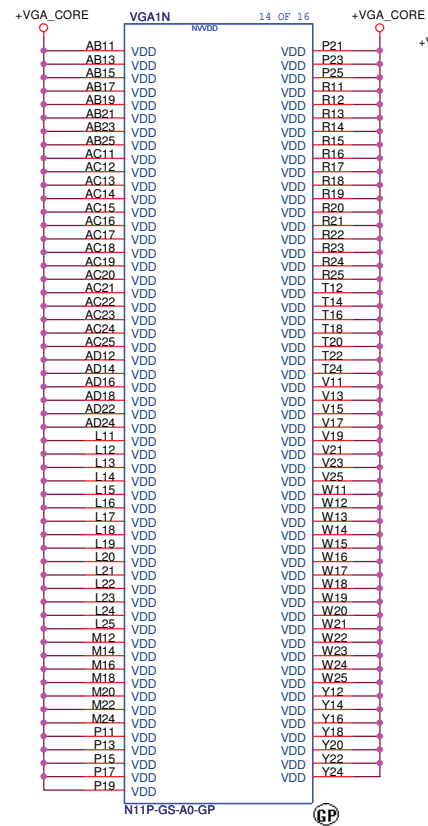 +VGA_CORE VGA1N 14 OF 16 +VGA_CORE
NVVDD
+V
AB11 VDD VDD P21
AB13 VDD VDD P23
AB15 VDD VDD P25
AB17 VDD VDD R11
AB19 VDD VDD R12
AB21 VDD VDD R13
AB23 VDD VDD R14
AB25 VDD VDD R15
AC11 VDD VDD R16
AC12 VDD VDD R17
AC13 VDD VDD R18
AC14 VDD VDD R19
AC15 VDD VDD R20
AC16 VDD VDD R21
AC17 VDD VDD R22
AC18 VDD VDD R23
AC19 VDD VDD R24
AC20 VDD VDD R25
AC21 VDD VDD T12
AC22 VDD VDD T14
AC23 VDD VDD T16
AC24 VDD VDD T18
AC25 VDD VDD T20
AD12 VDD VDD T22
AD14 VDD VDD T24
AD16 VDD VDD V11
AD18 VDD VDD V13
AD22 VDD VDD V15
AD24 VDD VDD V17
L11 VDD VDD V19
L12 VDD VDD V21
L13 VDD VDD V23
L14 VDD VDD V25
L15 VDD VDD W11
L16 VDD VDD W12
L17 VDD VDD W13
L18 VDD VDD W14
L19 VDD VDD W15
L20 VDD VDD W16
L21 VDD VDD W17
L22 VDD VDD W18
L23 VDD VDD W19
L24 VDD VDD W20
L25 VDD VDD W21
M12 VDD VDD W22
M14 VDD VDD W23
M16 VDD VDD W24
M18 VDD VDD W25
M20 VDD VDD Y12
M22 VDD VDD Y14
M24 VDD VDD Y16
P11 VDD VDD Y18
P13 VDD VDD Y20
P15 VDD VDD Y22
P17 VDD VDD Y24
P19 VDD
N11P-GS-A0-GP GP